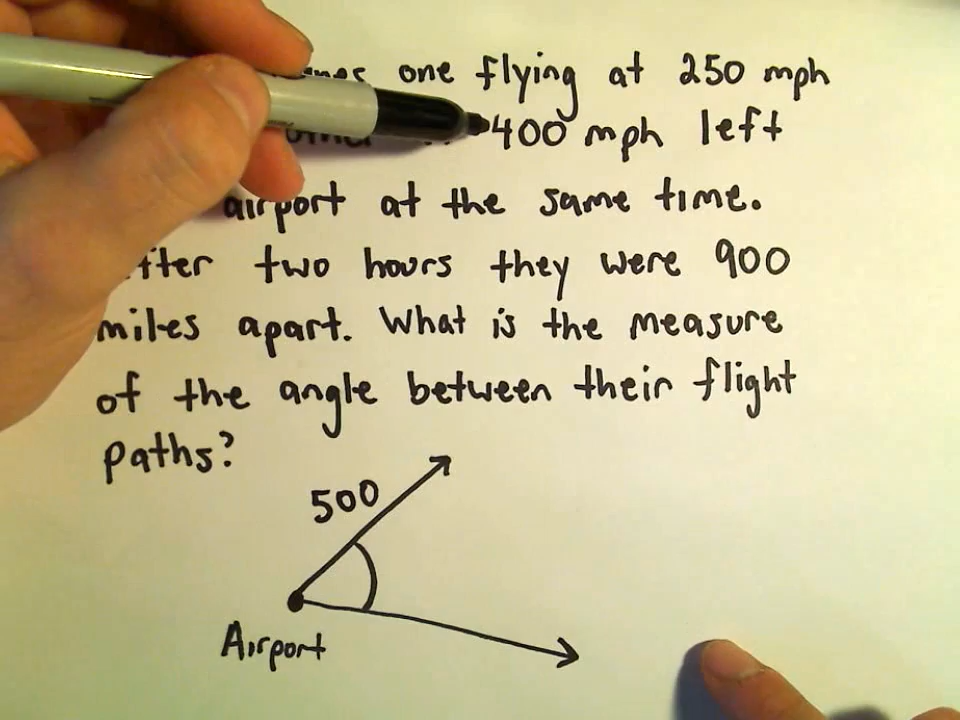 one flying at 250 mph
400 mph left
airport at the same time.
two hours they were 900
miles apart. What is the measure
of the angle between their flight
paths?
500
Airport